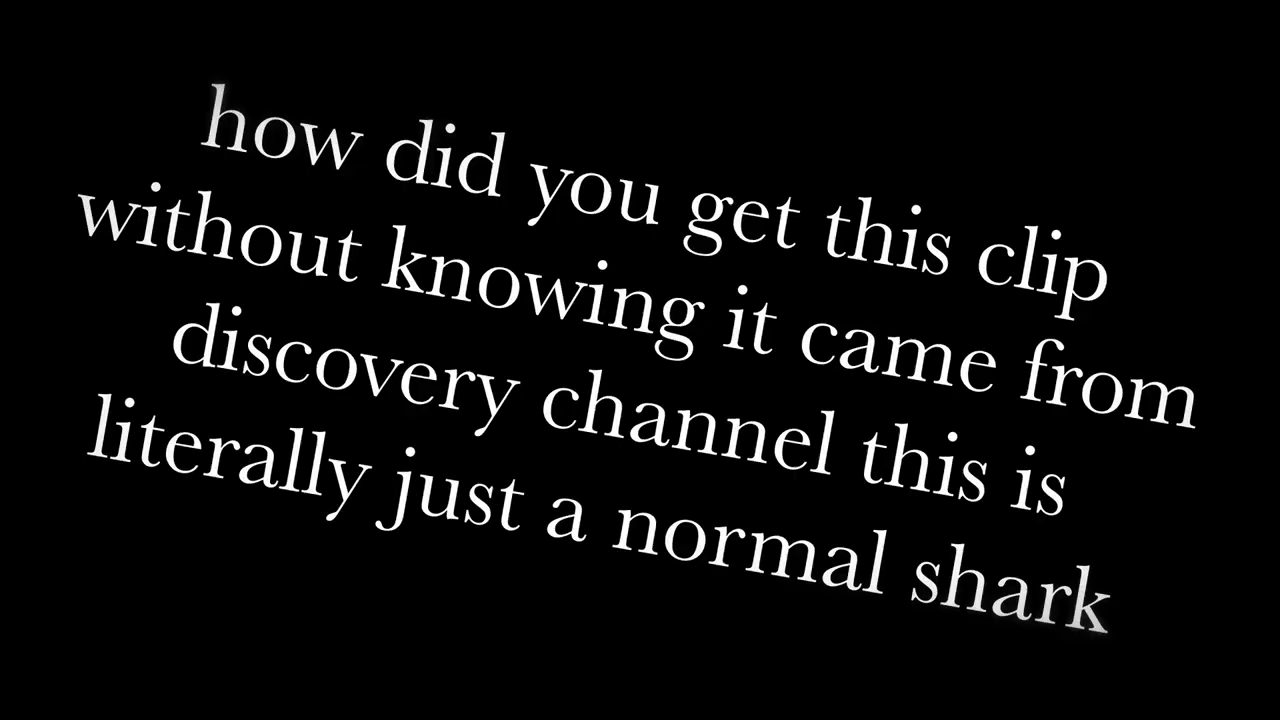 how did you get this clip
without knowing it came from
discovery channel this is
literally just a normal shark